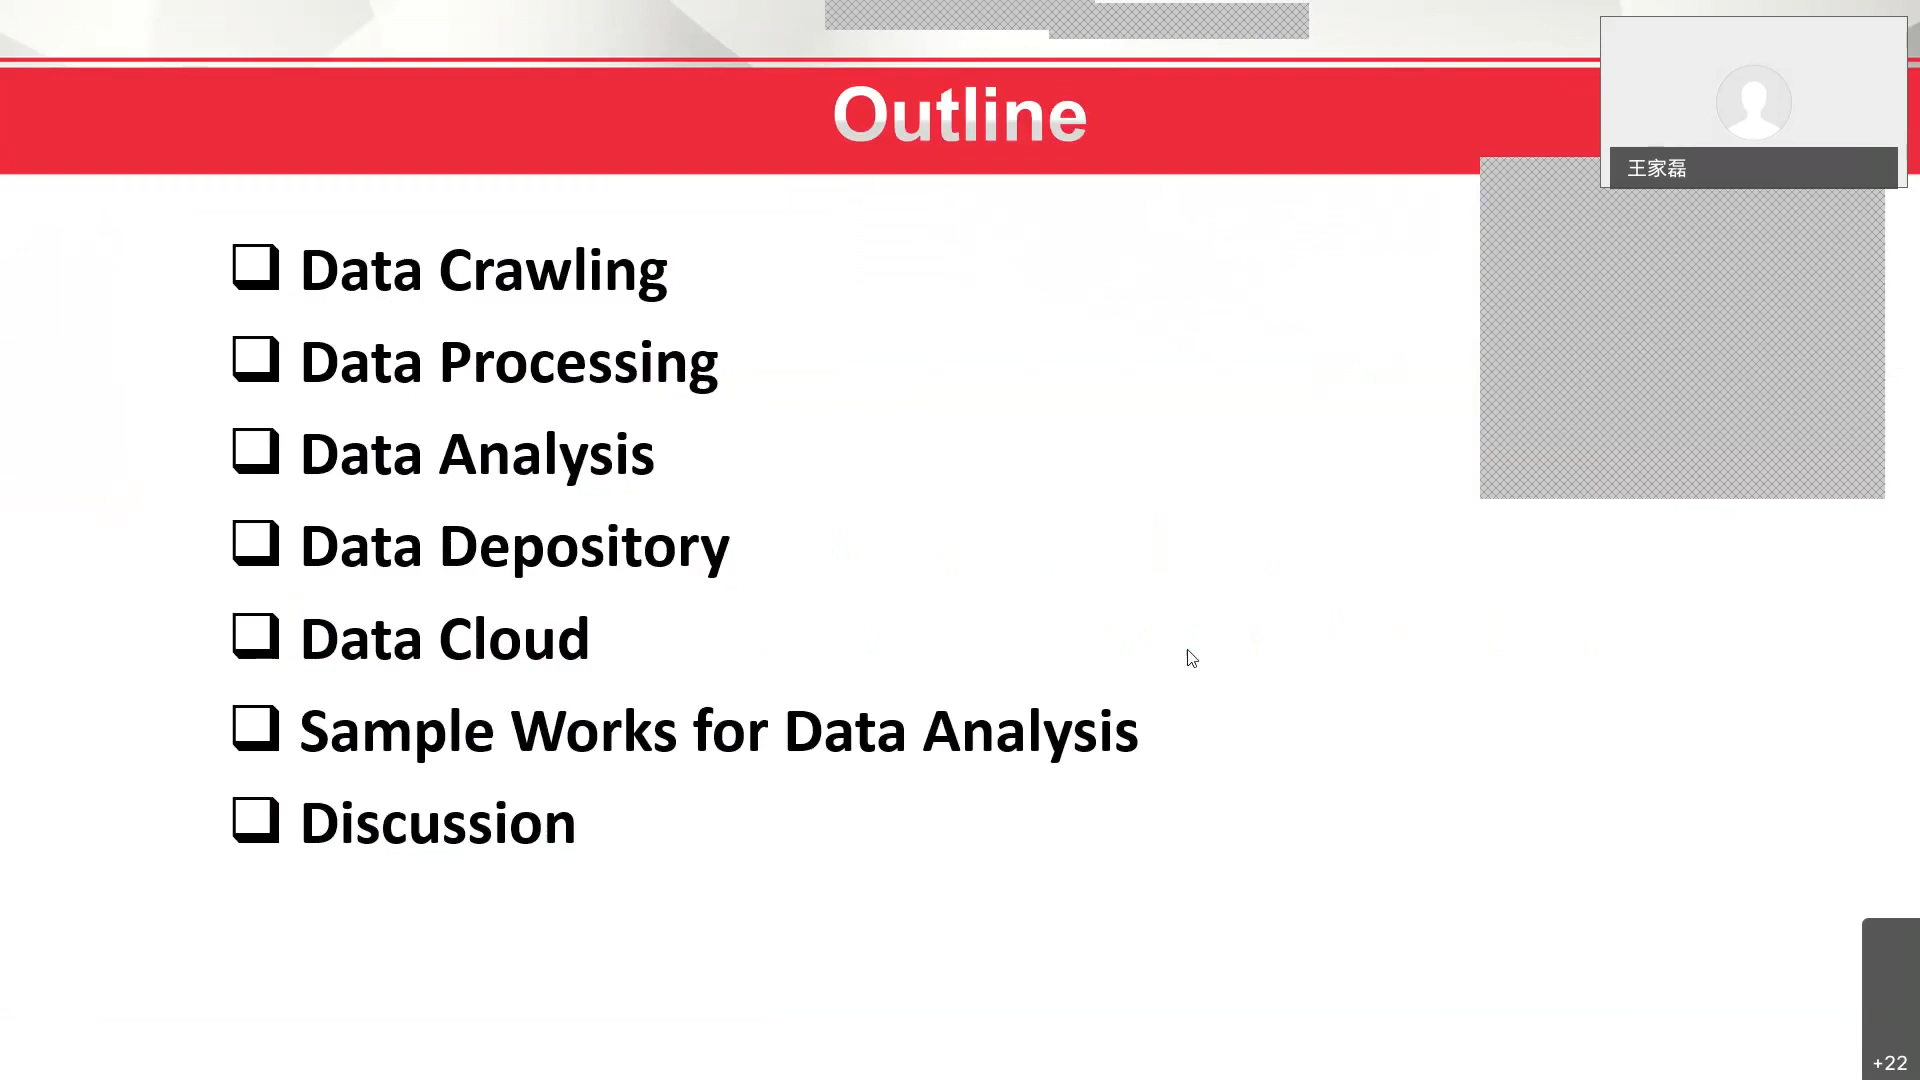 Outline
王家磊
Data Crawling
Data Processing
Data Analysis
Data Depository
Data Cloud
Sample Works for Data Analysis
Discussion
+22